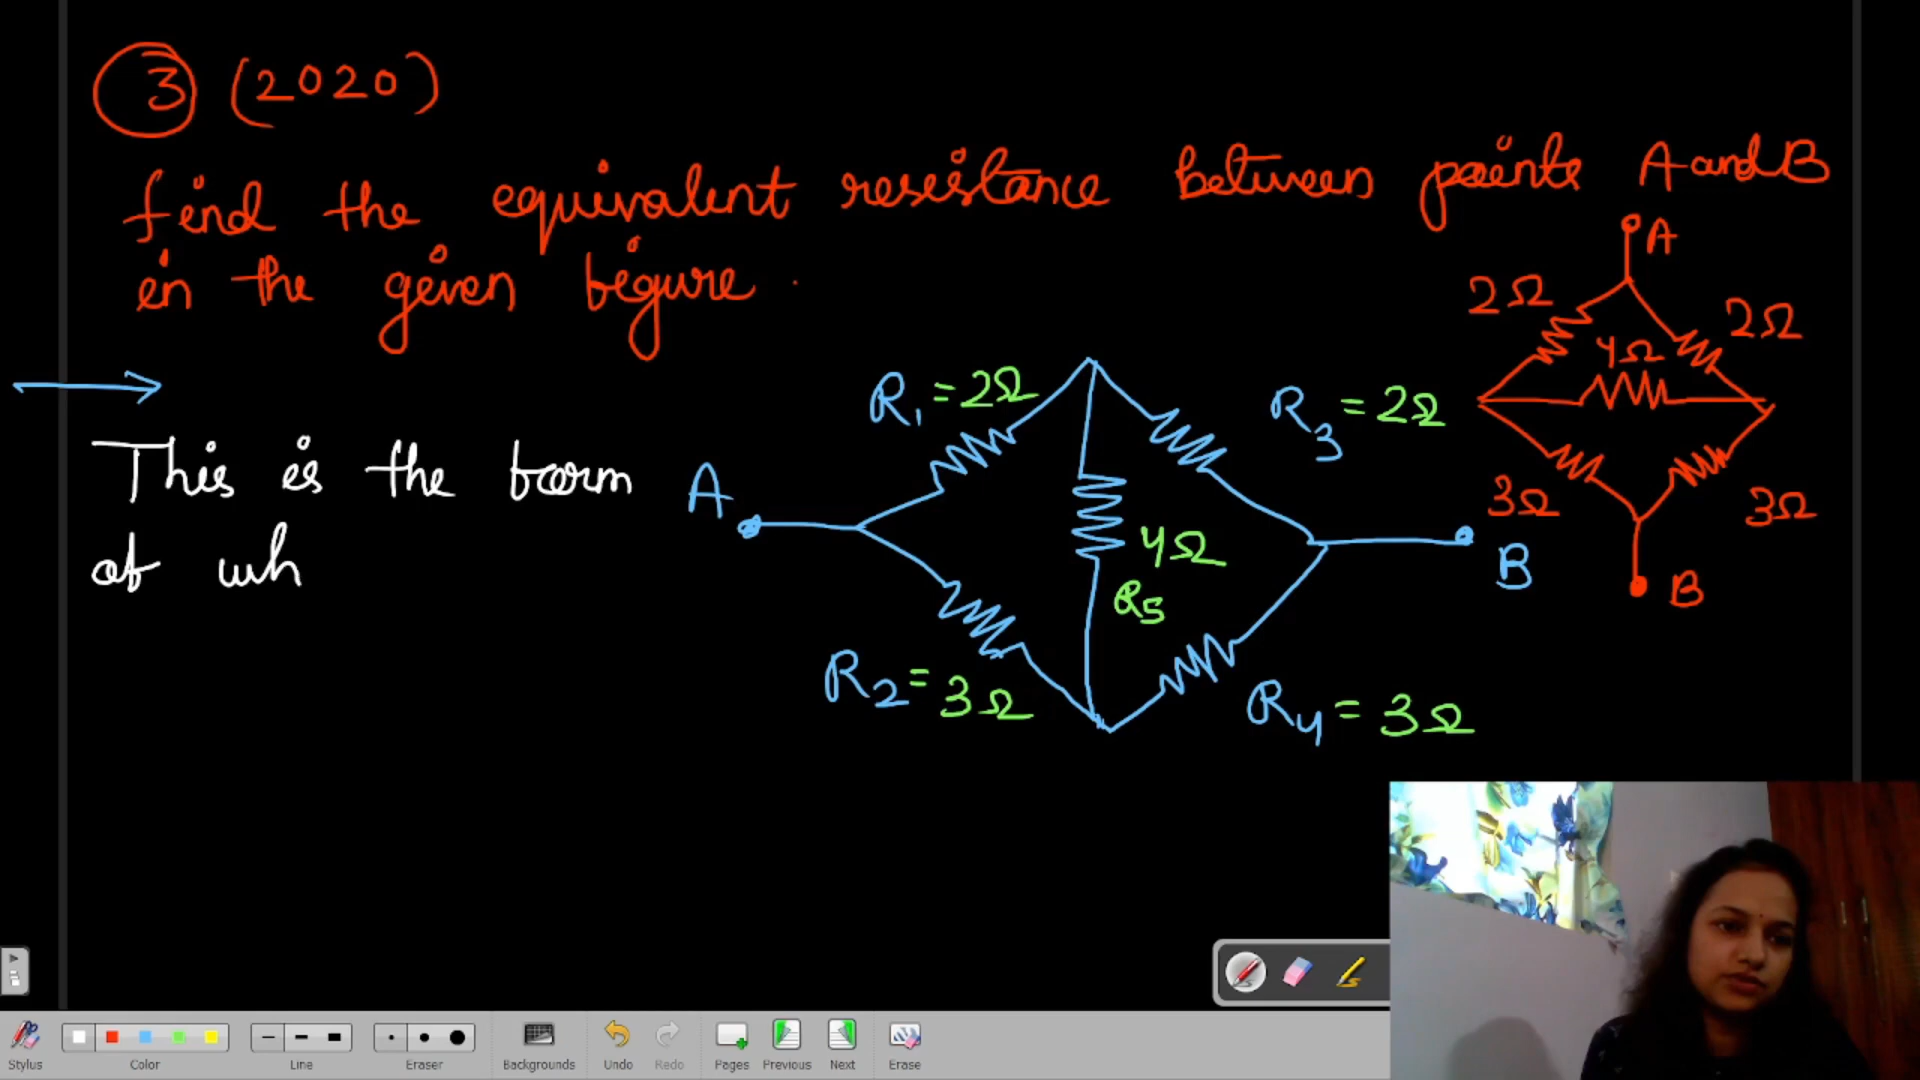 3 (2020)
find the equivalent resistance between points A and B
in the given figure.
A
2Ω
2Ω
4Ω
3Ω
3Ω
B
This is the form
of wh
A
R1 = 2Ω
R3 = 2Ω
4Ω
R5
B
R2 = 3Ω
R4 = 3Ω
Stylus
Color
Line
Eraser
Backgrounds
Undo
Redo
Pages
Previous
Next
Erase